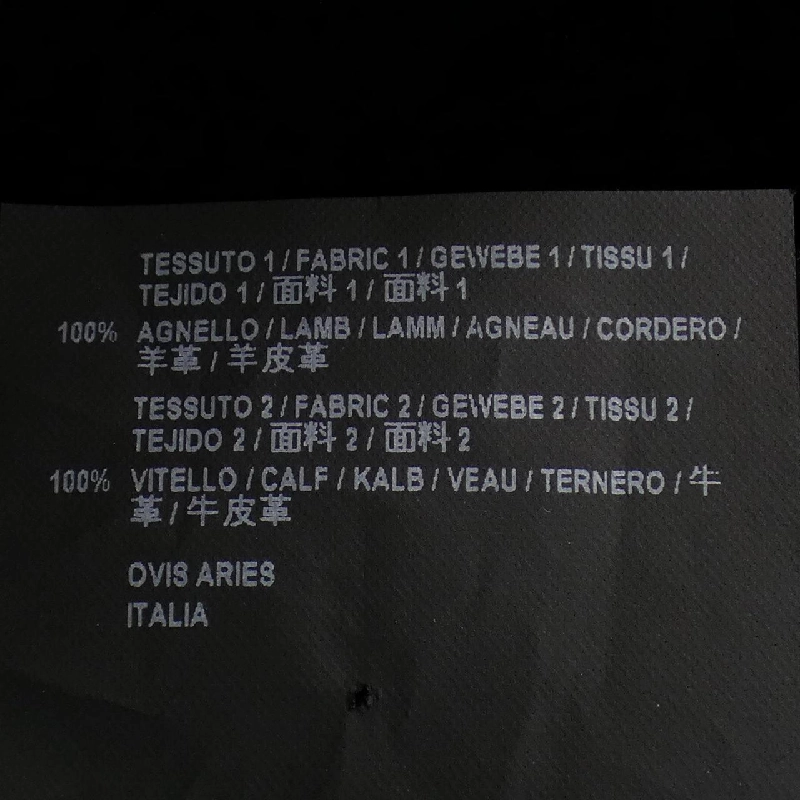 TESSUTO 1 / FABRIC 1 / GEWEBE 1 / TISSU 1 /
TEJIDO 1 / 面料 1 / 面料 1
100% AGNELLO / LAMB / LAMM / AGNEAU / CORDERO /
羊革 / 羊皮革
TESSUTO 2 / FABRIC 2 / GEWEBE 2 / TISSU 2 /
TEJIDO 2 / 面料 2 / 面料 2
100% VITELLO / CALF / KALB / VEAU / TERNERO / 牛
革 / 牛皮革
OVIS ARIES
ITALIA